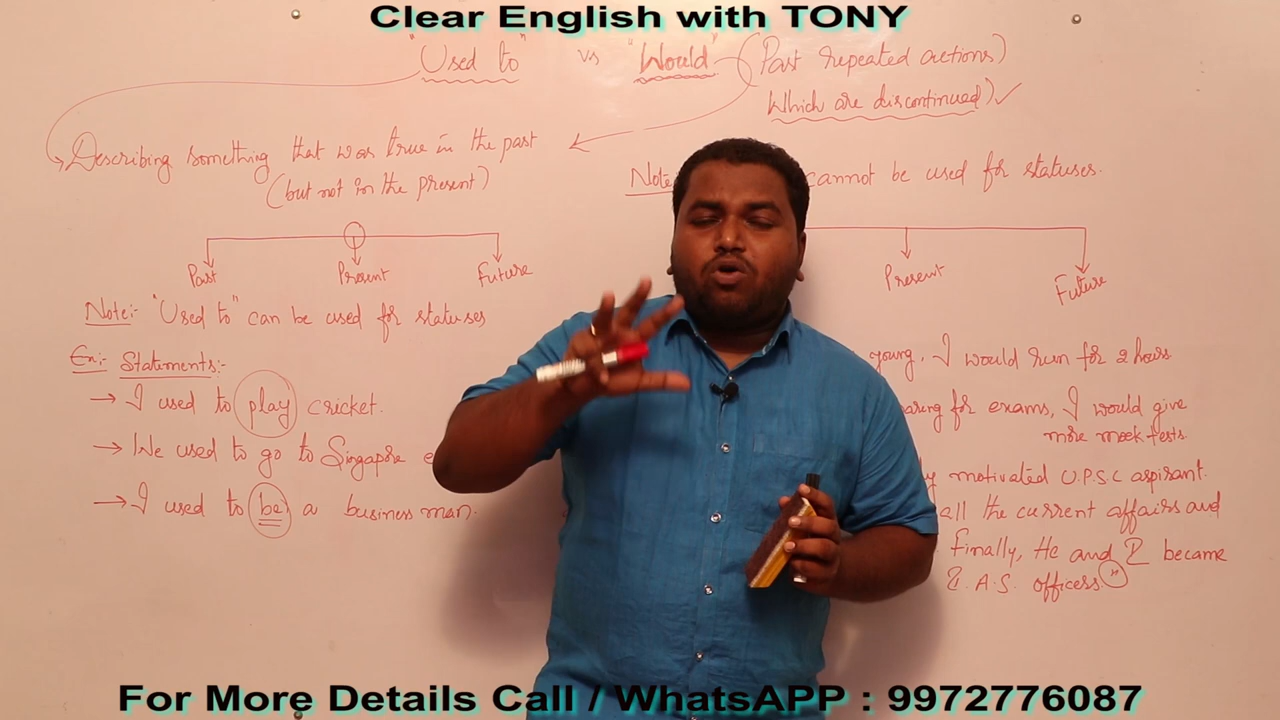 Clear English with TONY
"Used to" vs "Would" (Past repeated actions)
Which are discontinued) ✓
Describing something that was true in the past
(but not in the present)
Note cannot be used for statuses.
Past Present Future
Present Future
Note:- "Used to" can be used for statuses
Ex:- Statements:-
→ I used to play cricket.
→ We used to go to Singapore
→ I used to be a business man.
young, I would run for 2 hours
for exams, I would give
more mock tests.
motivated U.P.S.C aspirant.
all the current affairs and
Finally, He and I became
I.A.S. officers."
For More Details Call / WhatsAPP : 9972776087